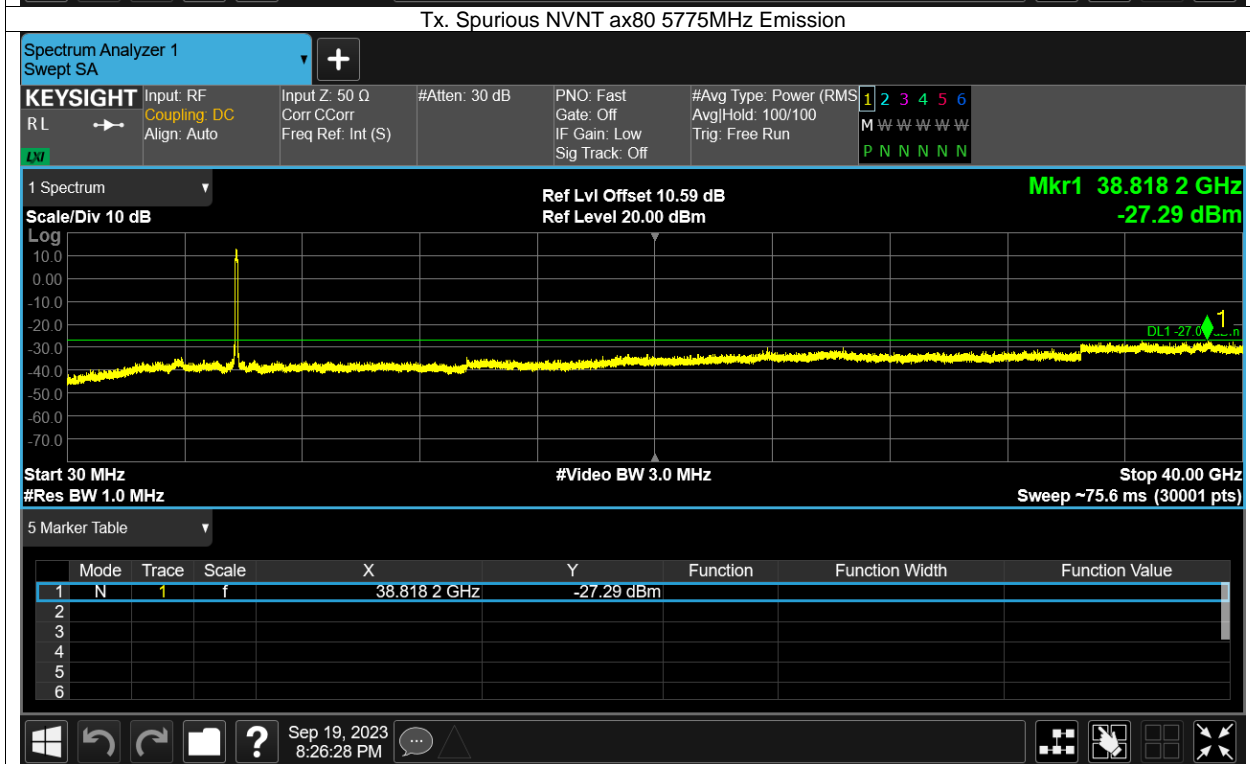 Tx. Spurious NVNT ax80 5775MHz Emission
Spectrum Analyzer 1
Swept SA
KEYSIGHT
RL
LXI
Input: RF
Coupling: DC
Align: Auto
Input Z: 50 Ω
Corr CCorr
Freq Ref: Int (S)
#Atten: 30 dB
PNO: Fast
Gate: Off
IF Gain: Low
Sig Track: Off
#Avg Type: Power (RMS
Avg|Hold: 100/100
Trig: Free Run
1 2 3 4 5 6
M W W W W W
P N N N N N
1 Spectrum
Scale/Div 10 dB
Ref Lvl Offset 10.59 dB
Ref Level 20.00 dBm
Mkr1 38.818 2 GHz
-27.29 dBm
Log
10.0
0.00
-10.0
-20.0
-30.0
-40.0
-50.0
-60.0
-70.0
DL1 -27.0
1
Start 30 MHz
#Res BW 1.0 MHz
#Video BW 3.0 MHz
Stop 40.00 GHz
Sweep ~75.6 ms (30001 pts)
5 Marker Table
Mode Trace Scale X Y Function Function Width Function Value
1 N 1 f 38.818 2 GHz -27.29 dBm
2
3
4
5
6
?
Sep 19, 2023
8:26:28 PM